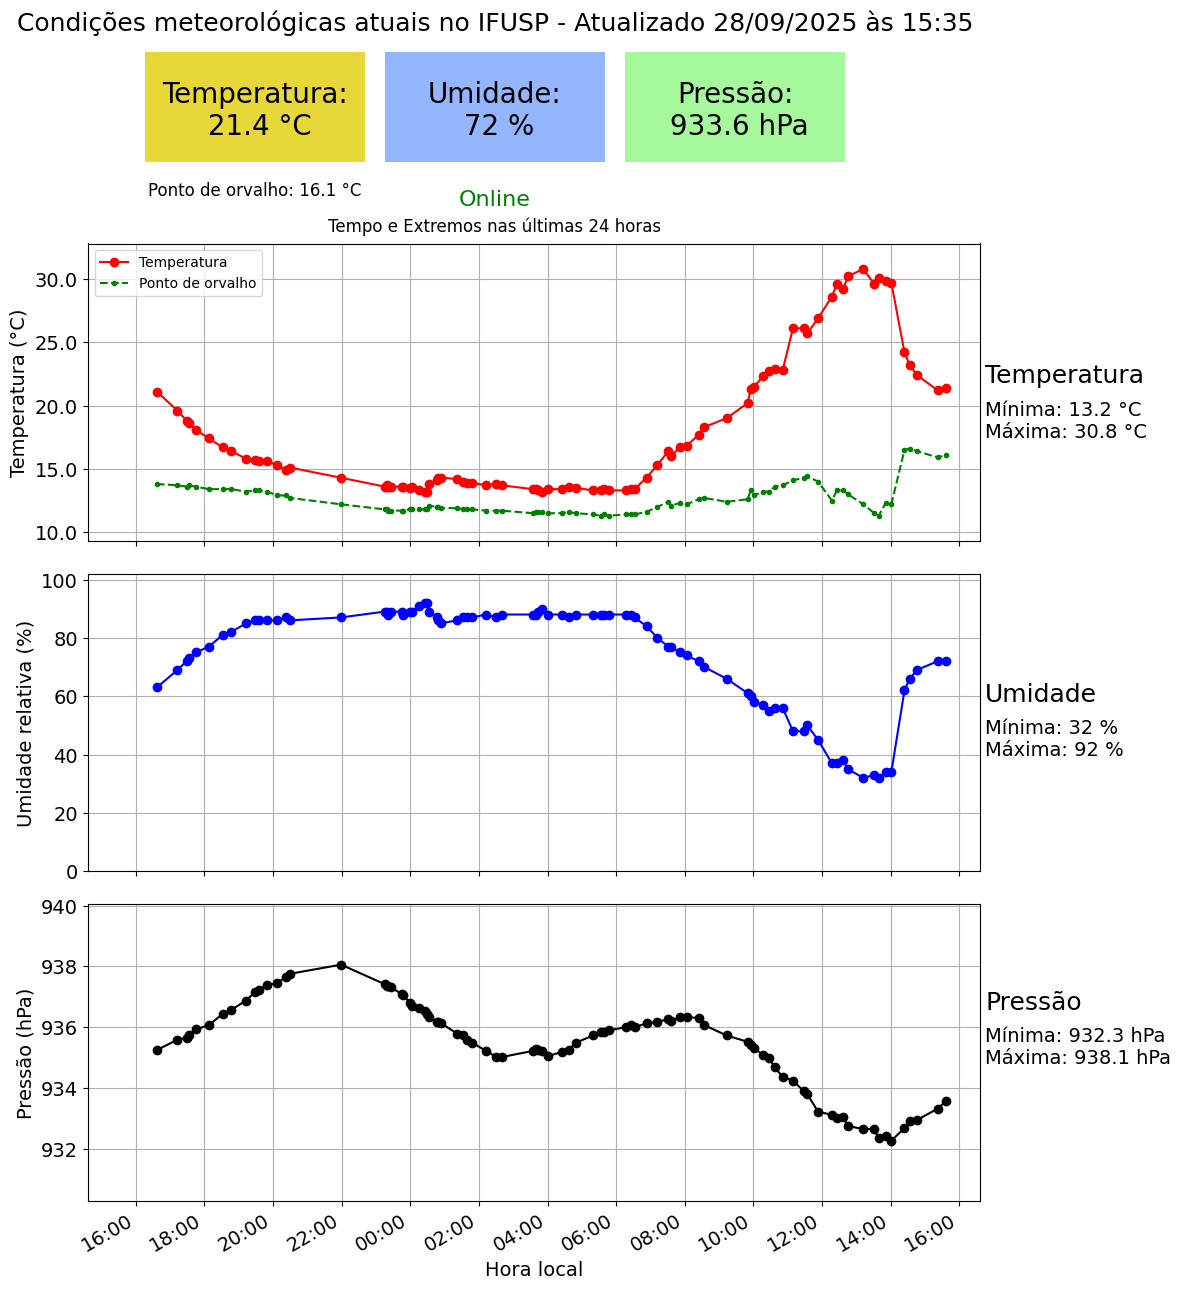 Condições meteorológicas atuais no IFUSP - Atualizado 28/09/2025 às 15:35
Temperatura:
21.4 °C
Umidade:
72 %
Pressão:
933.6 hPa
Ponto de orvalho: 16.1 °C
Online
Tempo e Extremos nas últimas 24 horas
Temperatura
Ponto de orvalho
Temperatura (°C)
30.0
25.0
20.0
15.0
10.0
Temperatura
Mínima: 13.2 °C
Máxima: 30.8 °C
Umidade relativa (%)
100
80
60
40
20
0
Umidade
Mínima: 32 %
Máxima: 92 %
Pressão (hPa)
940
938
936
934
932
Pressão
Mínima: 932.3 hPa
Máxima: 938.1 hPa
16:00
18:00
20:00
22:00
00:00
02:00
04:00
06:00
08:00
10:00
12:00
14:00
16:00
Hora local